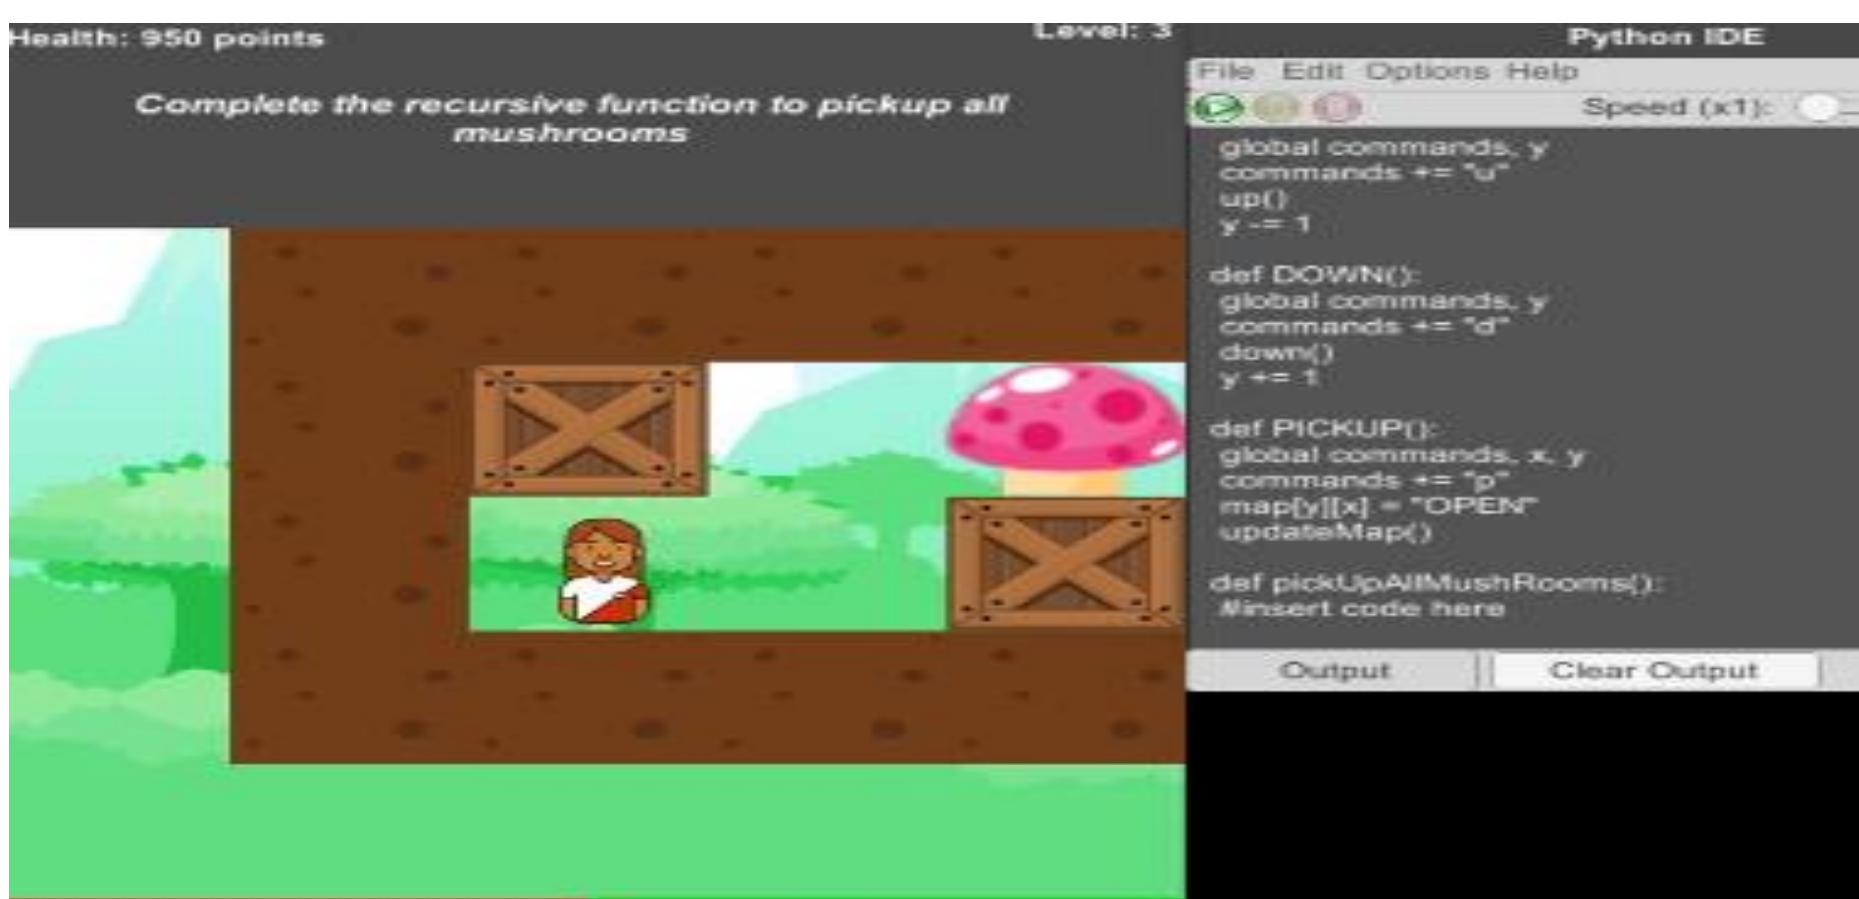 Health: 950 points
Level: 3
Complete the recursive function to pickup all
mushrooms
Python IDE
File Edit Options Help
Speed (x1):
global commands, y
commands += "u"
up()
y -= 1
def DOWN():
global commands, y
commands += "d"
down()
y += 1
def PICKUP():
global commands, x, y
commands += "p"
map[y][x] = "OPEN"
updateMap()
def pickUpAllMushRooms():
#insert code here
Output
Clear Output